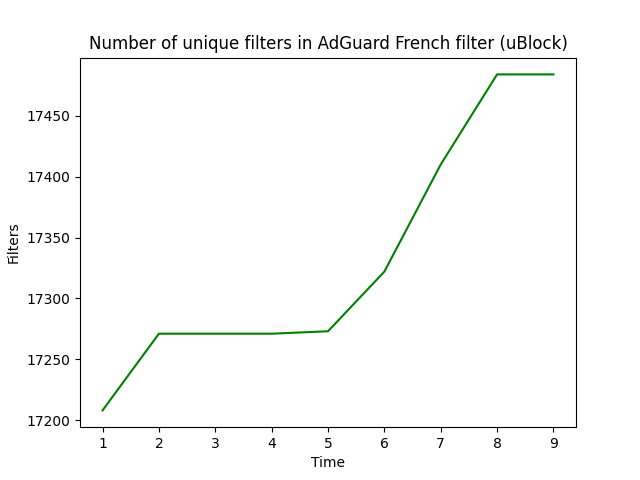 Number of unique filters in AdGuard French filter (uBlock)
17450
17400
17350
17300
17250
17200
Filters
1 2 3 4 5 6 7 8 9
Time